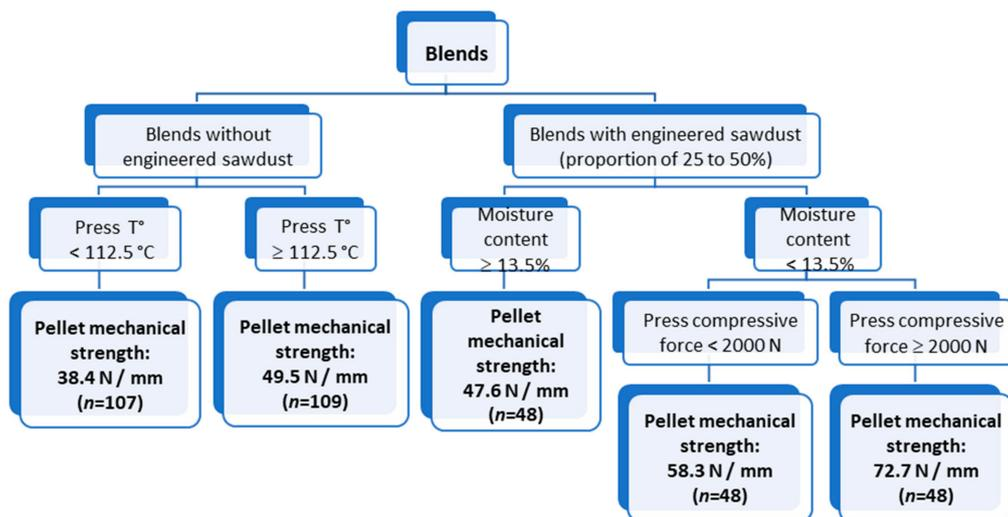 Blends
Blends without
engineered sawdust
Blends with engineered sawdust
(proportion of 25 to 50%)
Press T°
< 112.5 °C
Press T°
≥ 112.5 °C
Moisture
content
≥ 13.5%
Moisture
content
< 13.5%
Pellet mechanical
strength:
38.4 N / mm
(n=107)
Pellet mechanical
strength:
49.5 N / mm
(n=109)
Pellet
mechanical
strength:
47.6 N / mm
(n=48)
Press compressive
force < 2000 N
Press compressive
force ≥ 2000 N
Pellet mechanical
strength:
58.3 N / mm
(n=48)
Pellet mechanical
strength:
72.7 N / mm
(n=48)